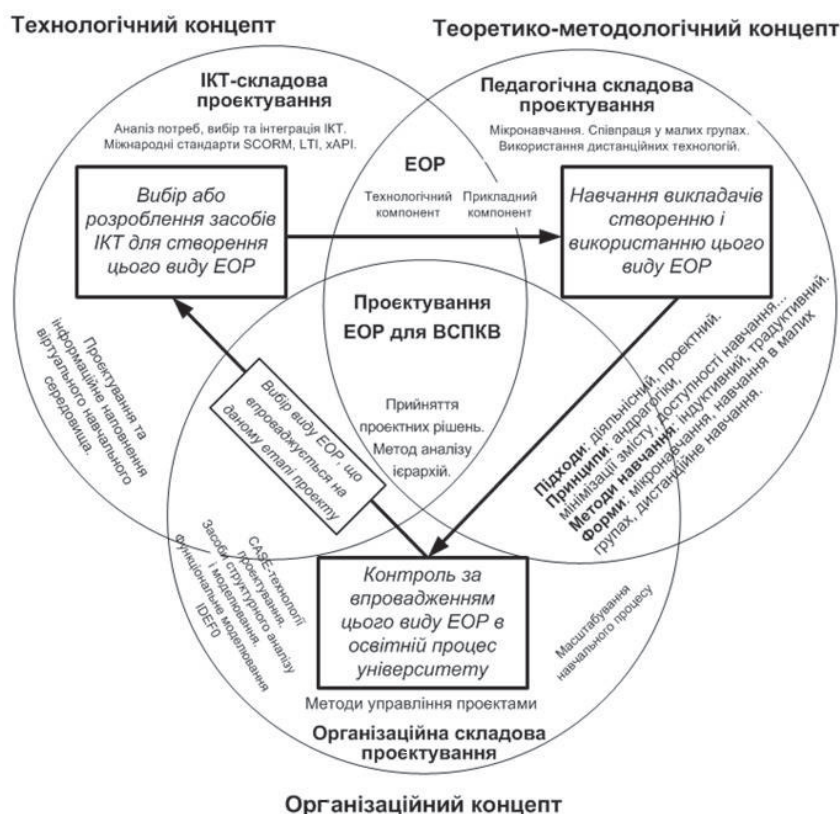 Технологічний концепт
Теоретико-методологічний концепт
ІКТ-складова
проєктування
Аналіз потреб, вибір та інтеграція ІКТ.
Міжнародні стандарти SCORM, LTI, xAPI.
Педагогічна складова
проєктування
Мікронавчання. Співпраця у малих групах.
Використання дистанційних технологій.
ЕОР
Технологічний
компонент
Прикладний
компонент
Вибір або
розроблення засобів
ІКТ для створення
цього виду ЕОР
Навчання викладачів
створенню і
використанню цього
виду ЕОР
Проєктування
ЕОР для ВСПКВ
Прийняття
проектних рішень.
Метод аналізу
ієрархій.
Проєктування та
інформаційне наповнення
віртуального навчального
середовища.
Вибір виду ЕОР, що
впроваджується на
даному етапі проєкту
Підходи: діяльнісний, проектний.
Принципи: андрагогіки,
мінімізації змісту, доступності навчання...
Методи навчання: індуктивний, традуктивний.
Форми: мікронавчання, навчання в малих
групах, дистанційне навчання.
CASE-технології
проєктування.
Засоби структурного аналізу
і моделювання.
Функціональне моделювання
IDEF0
Контроль за
впровадженням
цього виду ЕОР в
освітній процес
університету
Масштабування
навчального процесу
Методи управління проєктами
Організаційна складова
проєктування
Організаційний концепт